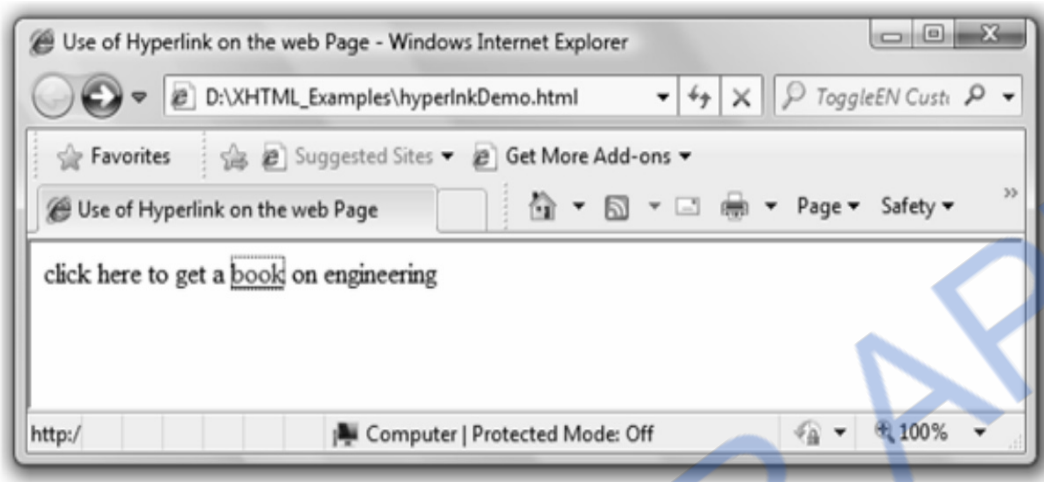 Use of Hyperlink on the web Page - Windows Internet Explorer
D:\XHTML_Examples\hyperlnkDemo.html ToggleEN Cust
Favorites Suggested Sites Get More Add-ons
Use of Hyperlink on the web Page Page Safety »
click here to get a book on engineering
http:/ Computer | Protected Mode: Off 100%